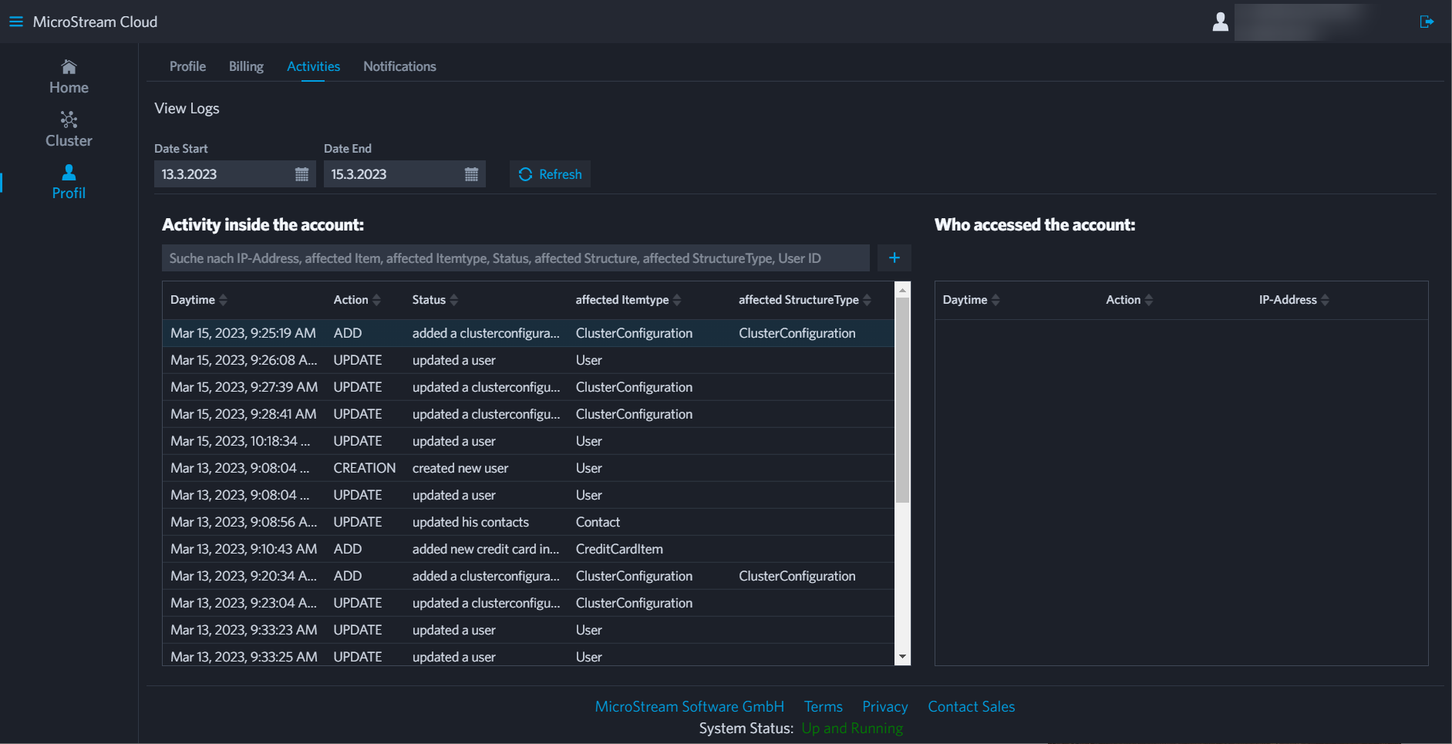 MicroStream Cloud
Home
Cluster
Profil
Profile Billing Activities Notifications
View Logs
Date Start Date End
13.3.2023 15.3.2023 Refresh
Activity inside the account:
Suche nach IP-Address, affected Item, affected Itemtype, Status, affected Structure, affected StructureType, User ID +
Daytime Action Status affected Itemtype affected StructureType
Mar 15, 2023, 9:25:19 AM ADD added a clusterconfigura... ClusterConfiguration ClusterConfiguration
Mar 15, 2023, 9:26:08 A... UPDATE updated a user User
Mar 15, 2023, 9:27:39 AM UPDATE updated a clusterconfigu... ClusterConfiguration
Mar 15, 2023, 9:28:41 AM UPDATE updated a clusterconfigu... ClusterConfiguration
Mar 15, 2023, 10:18:34 ... UPDATE updated a user User
Mar 13, 2023, 9:08:04 ... CREATION created new user User
Mar 13, 2023, 9:08:04 ... UPDATE updated a user User
Mar 13, 2023, 9:08:56 A... UPDATE updated his contacts Contact
Mar 13, 2023, 9:10:43 AM ADD added new credit card in... CreditCardItem
Mar 13, 2023, 9:20:34 A... ADD added a clusterconfigura... ClusterConfiguration ClusterConfiguration
Mar 13, 2023, 9:23:04 A... UPDATE updated a clusterconfigu... ClusterConfiguration
Mar 13, 2023, 9:33:23 AM UPDATE updated a user User
Mar 13, 2023, 9:33:25 AM UPDATE updated a user User
Who accessed the account:
Daytime Action IP-Address
MicroStream Software GmbH Terms Privacy Contact Sales
System Status: Up and Running